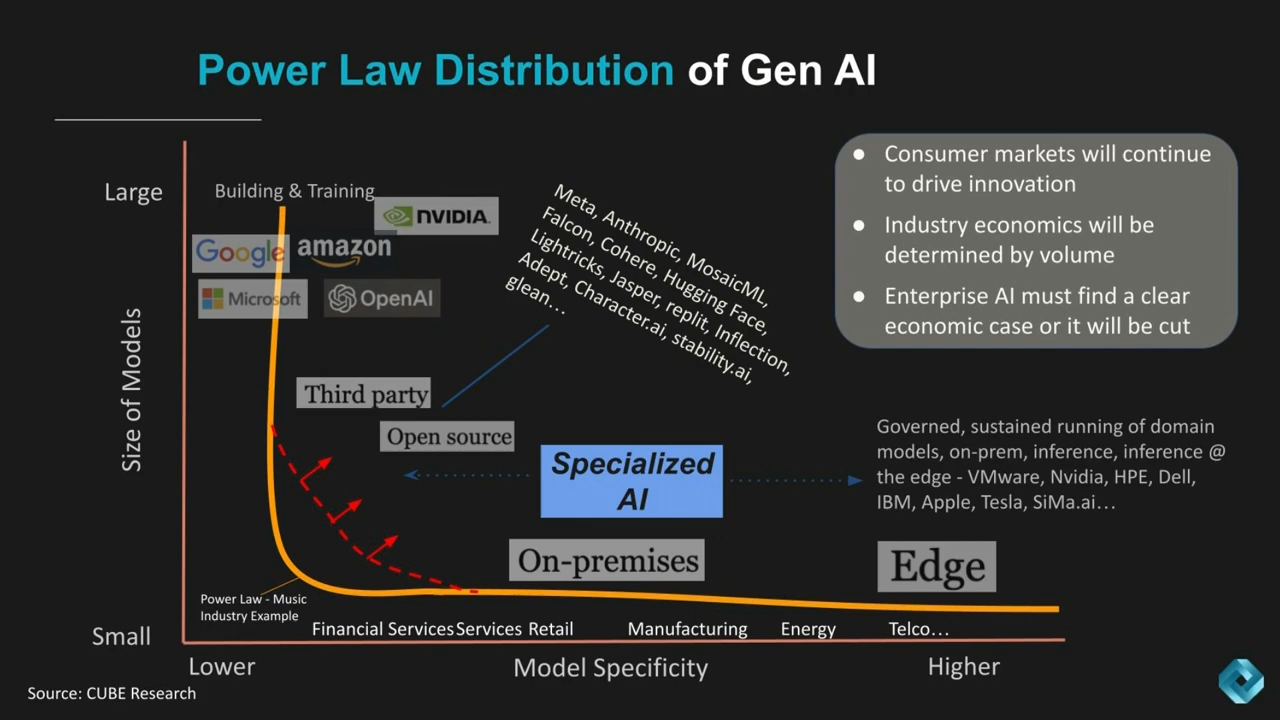 Power Law Distribution of Gen AI
Large
Building & Training
NVIDIA.
Google
amazon
Microsoft
OpenAI
Meta, Anthropic, MosaicML,
Falcon, Cohere, Hugging Face,
Lightricks, Jasper, replit, Inflection,
Adept, Character.ai, stability.ai,
glean...
● Consumer markets will continue
to drive innovation
● Industry economics will be
determined by volume
● Enterprise AI must find a clear
economic case or it will be cut
Size of Models
Third party
Open source
Specialized
AI
Governed, sustained running of domain
models, on-prem, inference, inference @
the edge - VMware, Nvidia, HPE, Dell,
IBM, Apple, Tesla, SiMa.ai...
On-premises
Edge
Power Law - Music
Industry Example
Financial Services Services Retail Manufacturing Energy Telco...
Small
Lower
Model Specificity
Higher
Source: CUBE Research